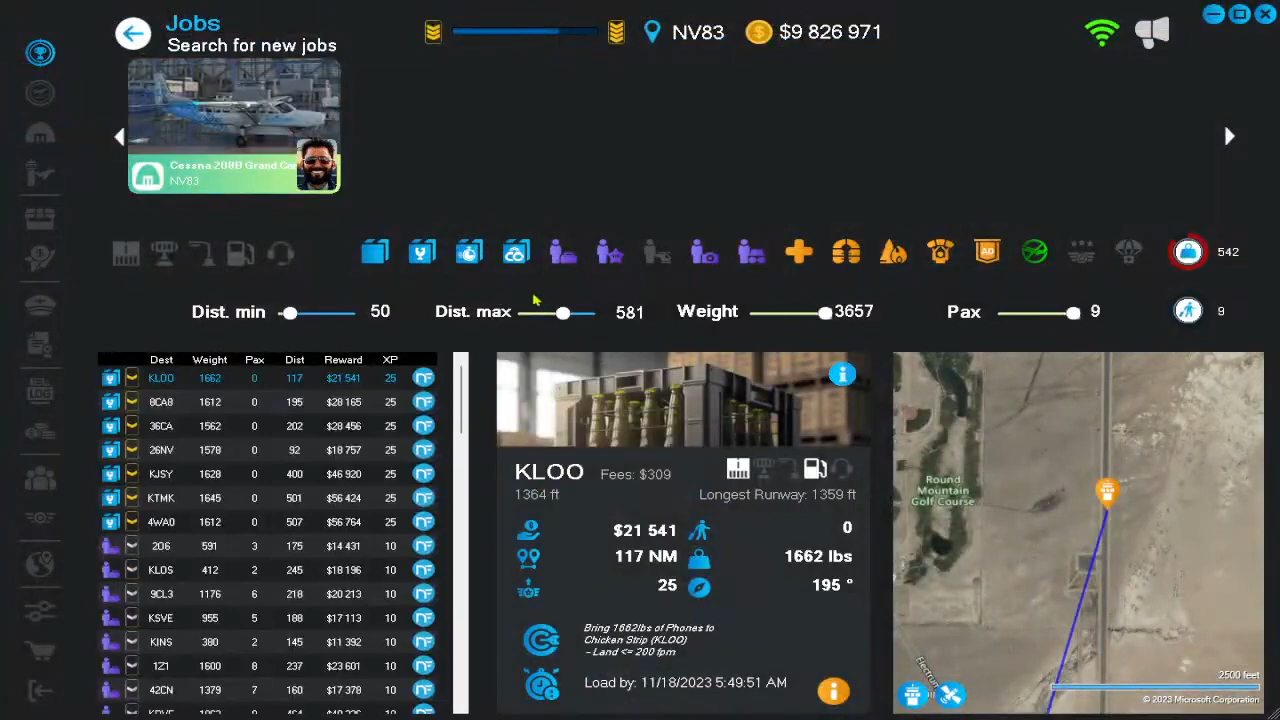 Jobs
Search for new jobs
NV83
$9 826 971
Cessna 208B Grand Car
NV83
AD
542
Dist. min
50
Dist. max
581
Weight
3657
Pax
9
9
Dest Weight Pax Dist Reward XP
KLOO 1662 0 117 $21 541 25
8CA8 1612 0 195 $28 165 25
36CA 1562 0 202 $28 456 25
26NV 1578 0 92 $18 757 25
KJSY 1628 0 400 $46 920 25
KTMK 1645 0 501 $56 424 25
4WA0 1612 0 507 $56 764 25
2G6 591 3 175 $14 431 10
KLOS 412 2 245 $18 196 10
9CL3 1176 6 218 $20 213 10
KSVE 955 5 188 $17 113 10
KINS 380 2 145 $11 392 10
1Z1 1600 8 237 $23 601 10
42CN 1379 7 160 $17 378 10
KLOO Fees: $309
1364 ft
Longest Runway: 1359 ft
$21 541
0
117 NM
1662 lbs
25
195 °
Bring 1662lbs of Phones to
Chicken Strip (KLOO)
- Land <= 200 fpm
Load by: 11/18/2023 5:49:51 AM
Round
Mountain
Golf Course
2500 feet
© 2023 Microsoft Corporation